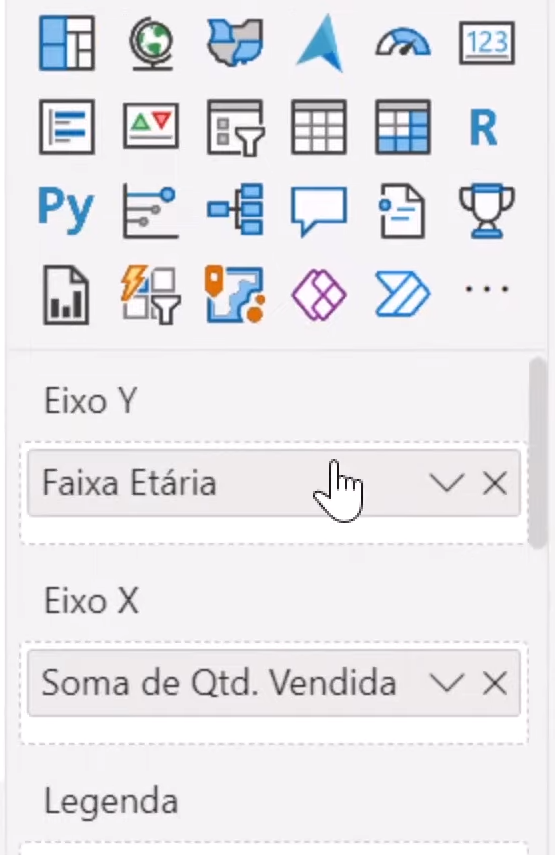 123
R
Py
Eixo Y
Faixa Etária
Eixo X
Soma de Qtd. Vendida
Legenda